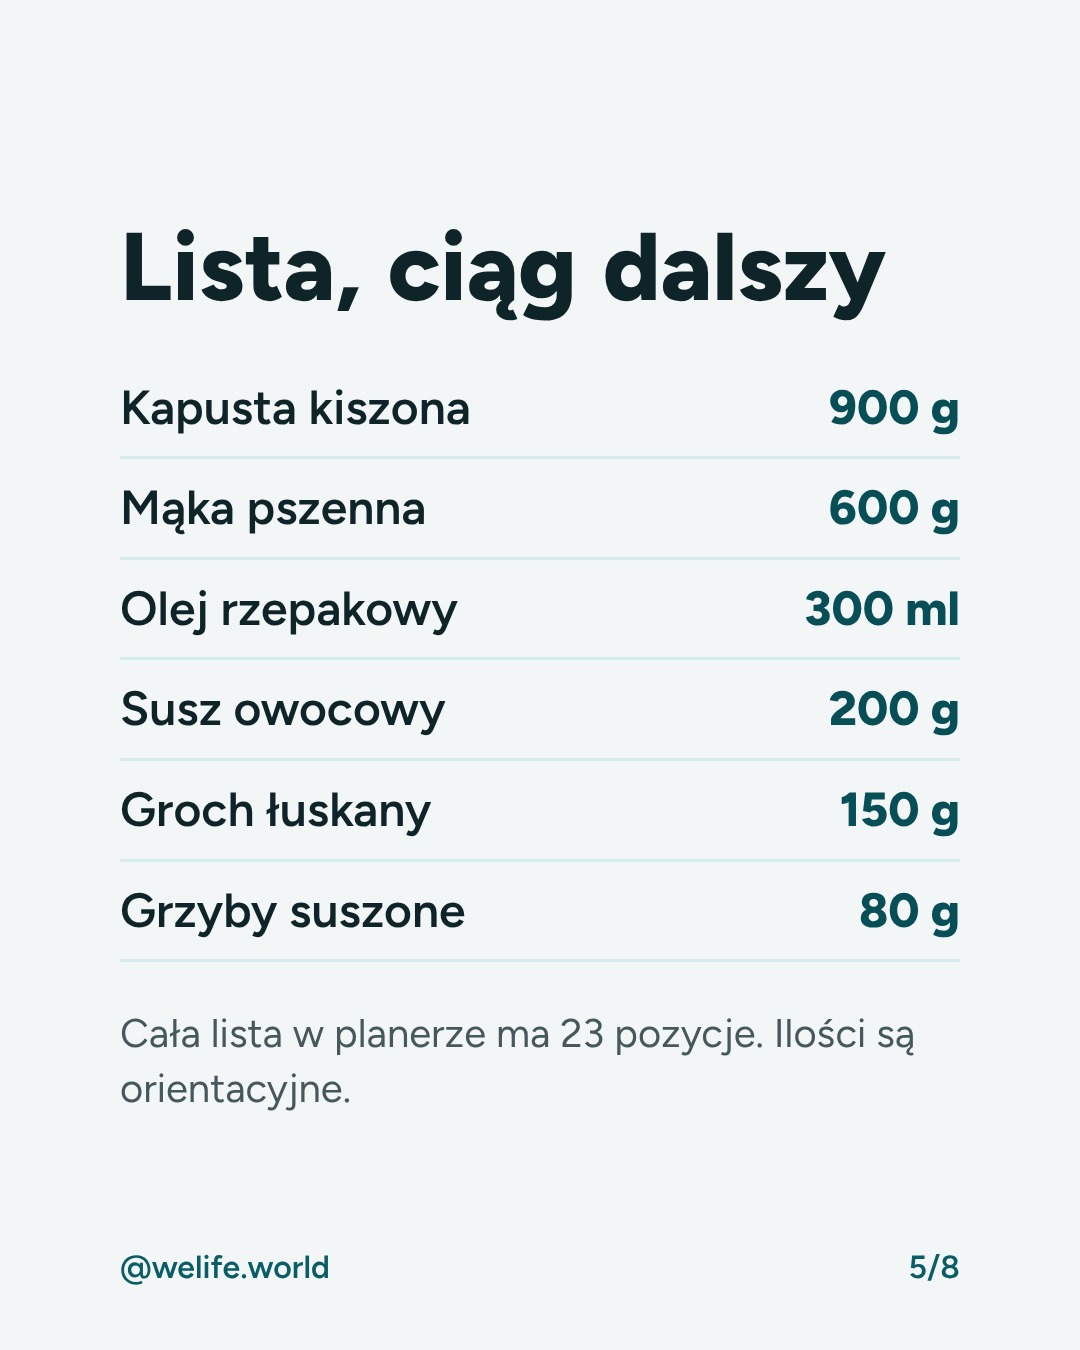 Lista, ciąg dalszy
Kapusta kiszona 900 g
Mąka pszenna 600 g
Olej rzepakowy 300 ml
Susz owocowy 200 g
Groch łuskany 150 g
Grzyby suszone 80 g
Cała lista w planerze ma 23 pozycje. Ilości są
orientacyjne.
@welife.world 5/8